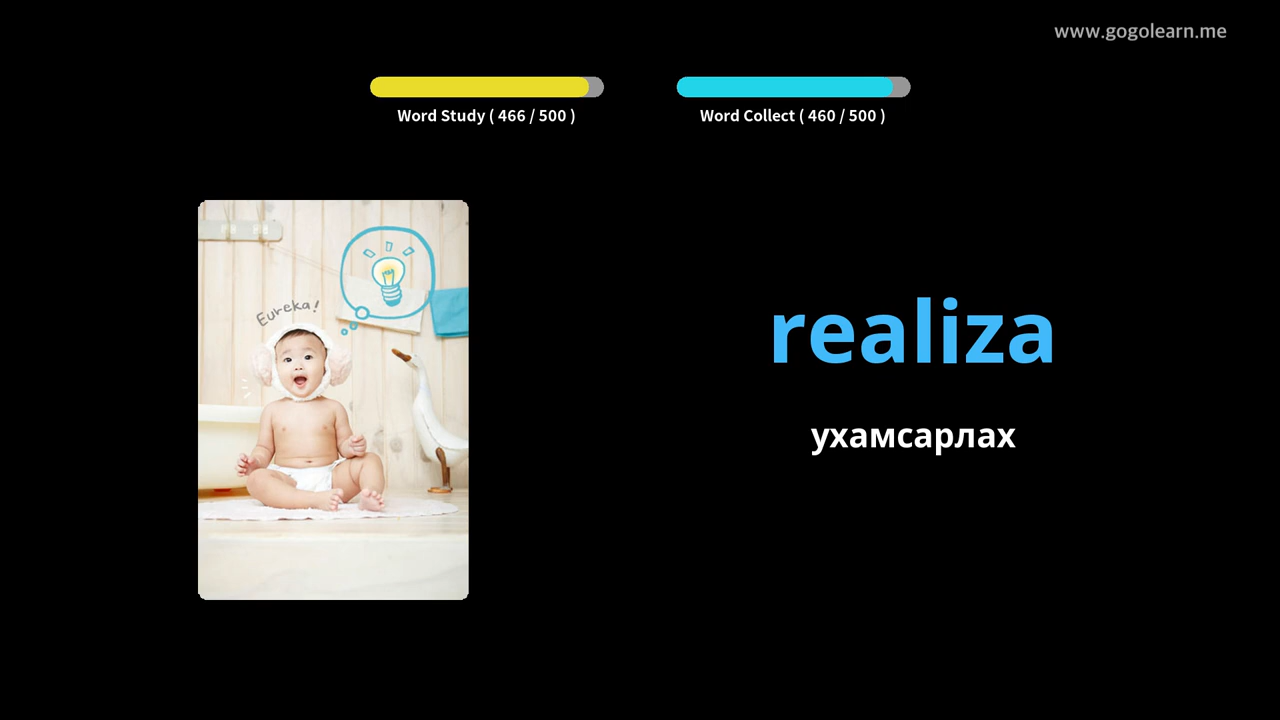 www.gogolearn.me
Word Study ( 466 / 500 )
Word Collect ( 460 / 500 )
Eureka!
realiza
ухамсарлах